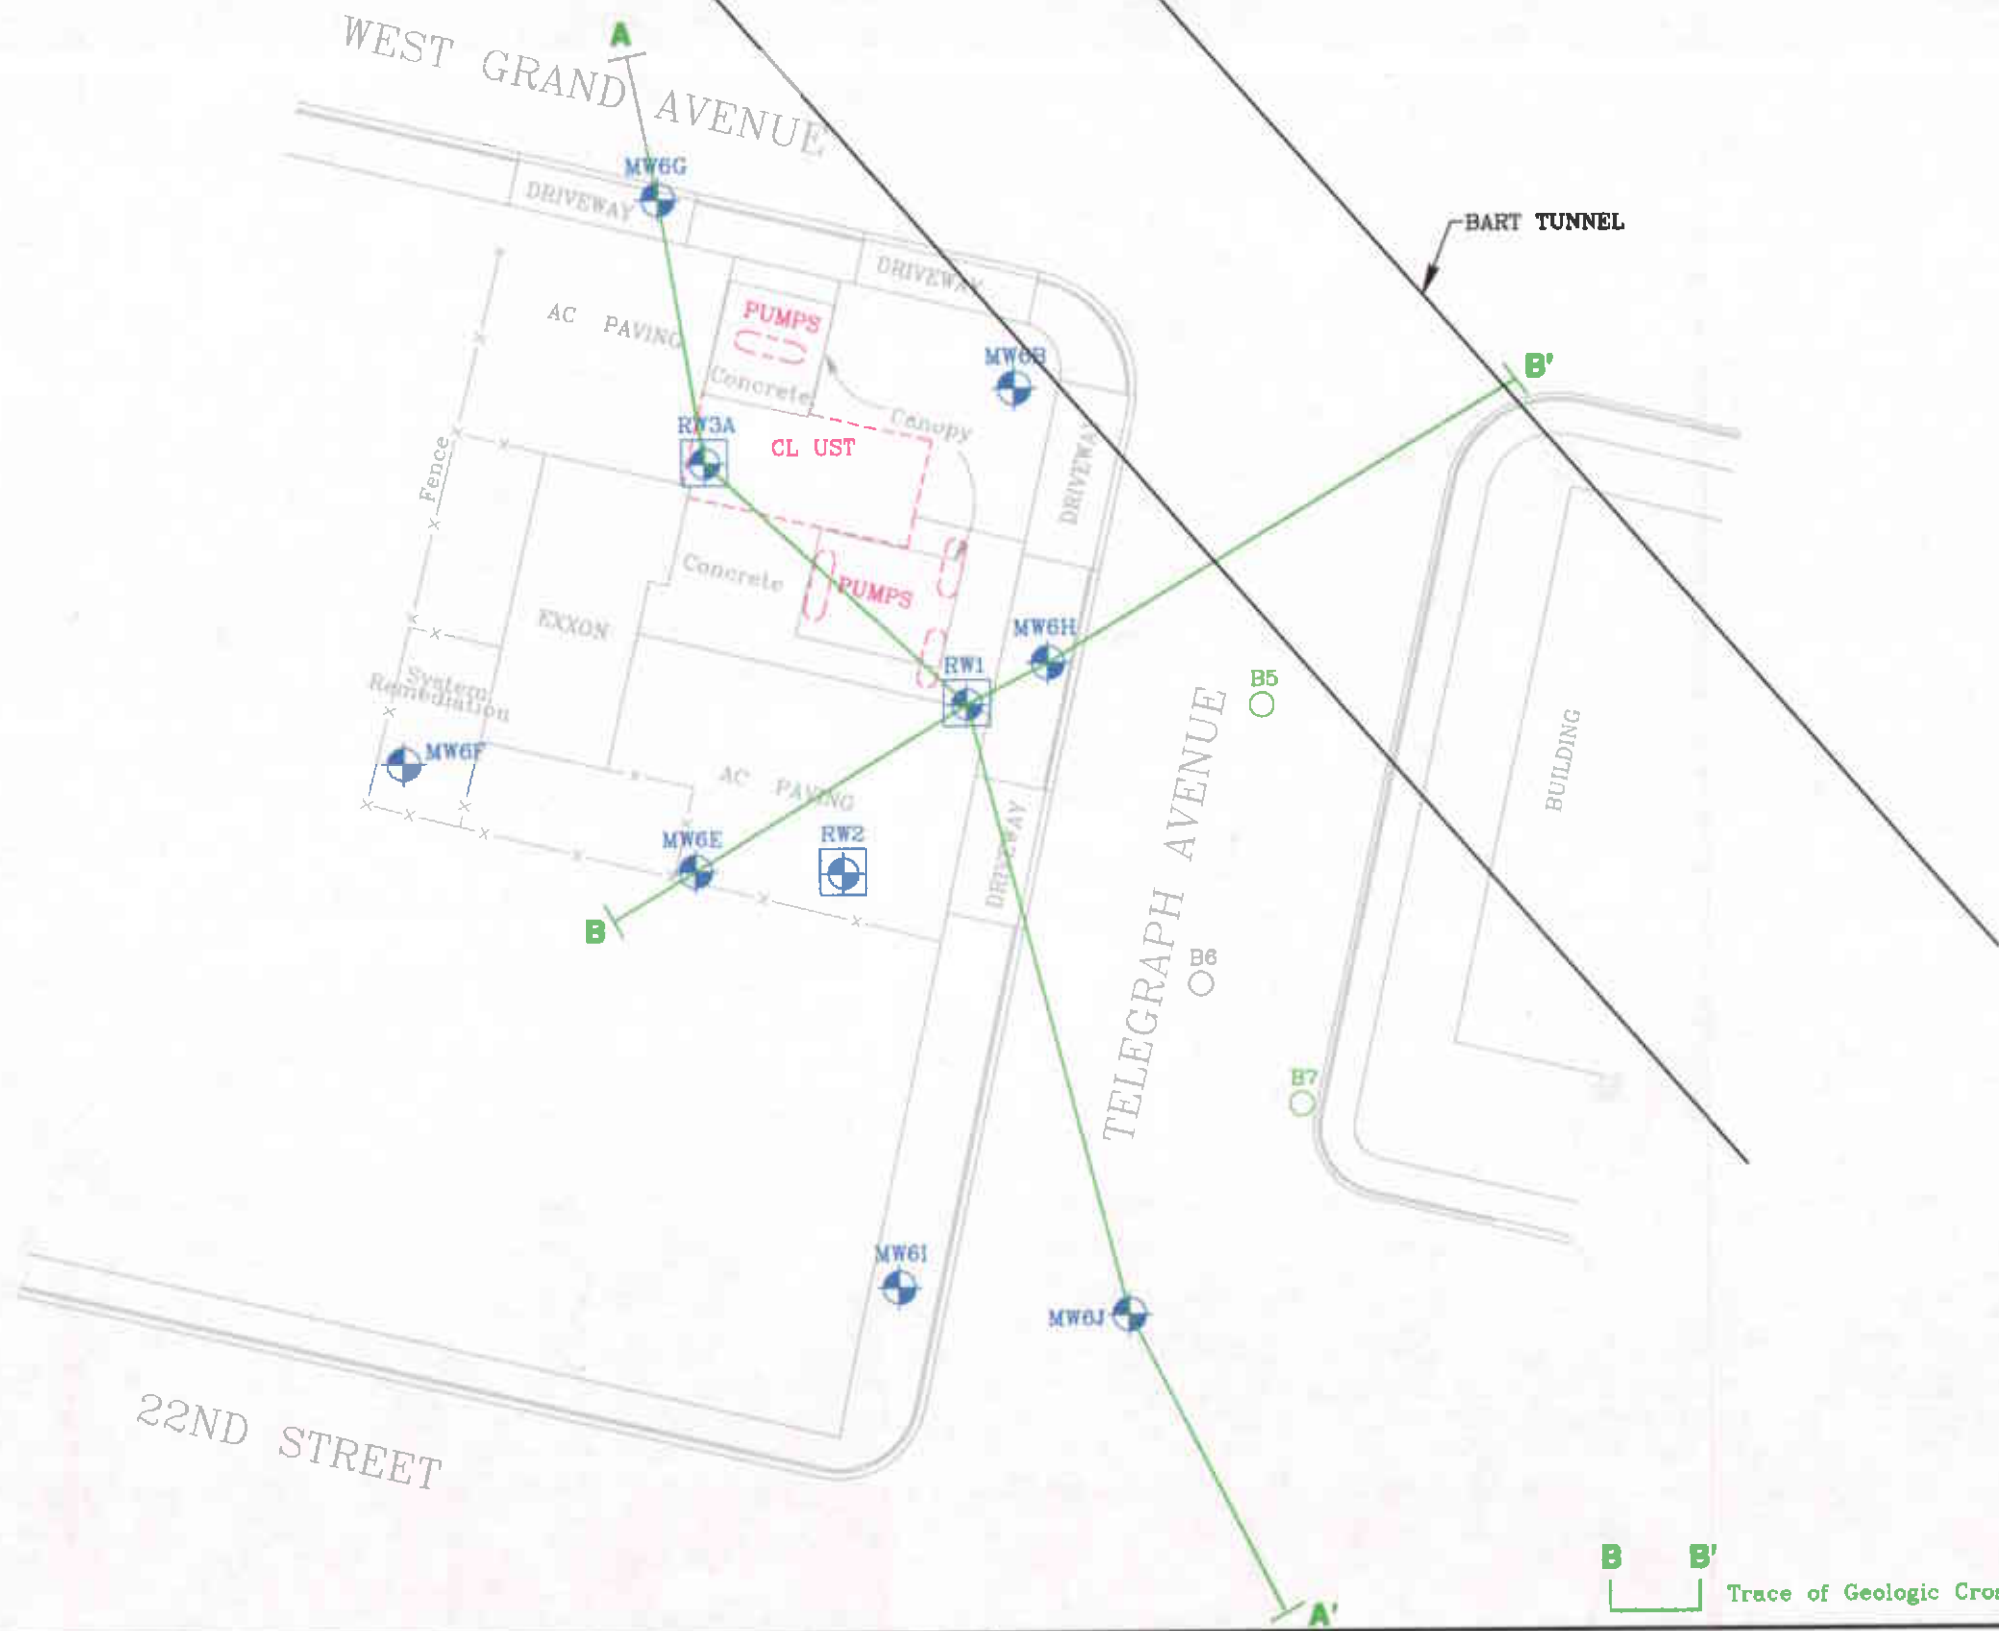 WEST GRAND AVENUE
A
MW6G
DRIVEWAY
DRIVEWAY
BART TUNNEL
AC PAVING
PUMPS
Concrete
MW6B
B'
Canopy
RW3A
CL UST
Fence
DRIVEWAY
Concrete
PUMPS
EXXON
MW6H
RW1
B5
System
Remediation
MW6F
AC PAVING
BUILDING
RW2
MW6E
DRIVEWAY
B
TELEGRAPH AVENUE
B6
B7
MW6I
MW6J
22ND STREET
B B'
Trace of Geologic
A'